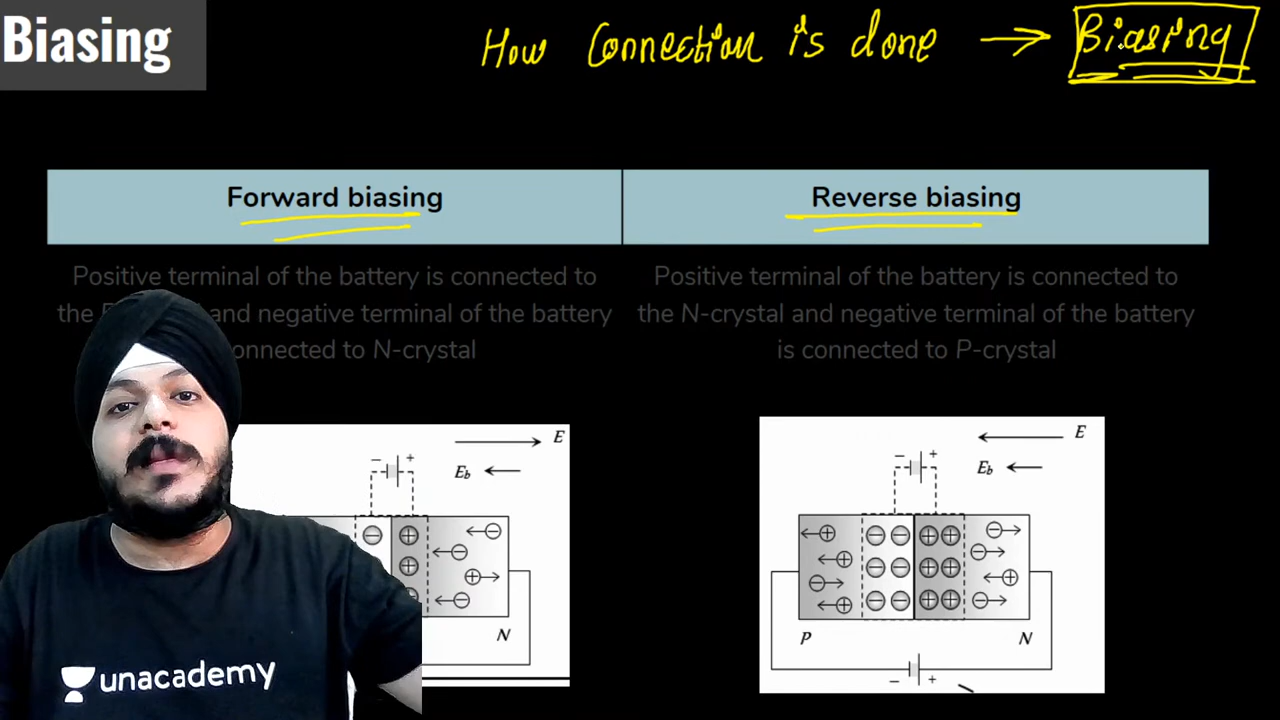 Biasing
How Connection is done → Biasing
Forward biasing
Reverse biasing
Positive terminal of the battery is connected to
the and negative terminal of the battery
connected to N-crystal
Positive terminal of the battery is connected to
the N-crystal and negative terminal of the battery
is connected to P-crystal
E
− +
Eb
N
E
− +
Eb
P
N
− +
unacademy